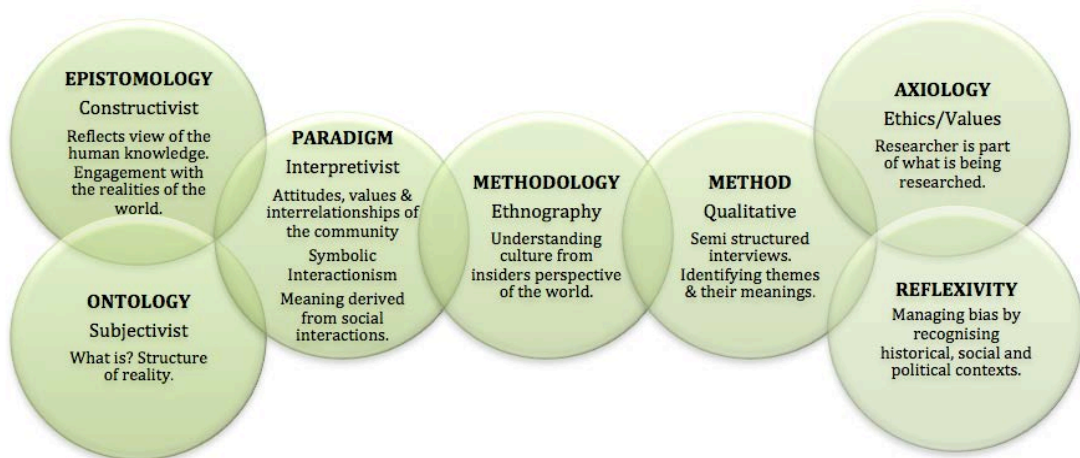 EPISTOMOLOGY
Constructivist
Reflects view of the
human knowledge.
Engagement with
the realities of the
world.
ONTOLOGY
Subjectivist
What is? Structure
of reality.
PARADIGM
Interpretivist
Attitudes, values &
interrelationships of
the community
Symbolic
Interactionism
Meaning derived
from social
interactions.
METHODOLOGY
Ethnography
Understanding
culture from
insiders perspective
of the world.
METHOD
Qualitative
Semi structured
interviews.
Identifying themes
& their meanings.
AXIOLOGY
Ethics/Values
Researcher is part
of what is being
researched.
REFLEXIVITY
Managing bias by
recognising
historical, social and
political contexts.